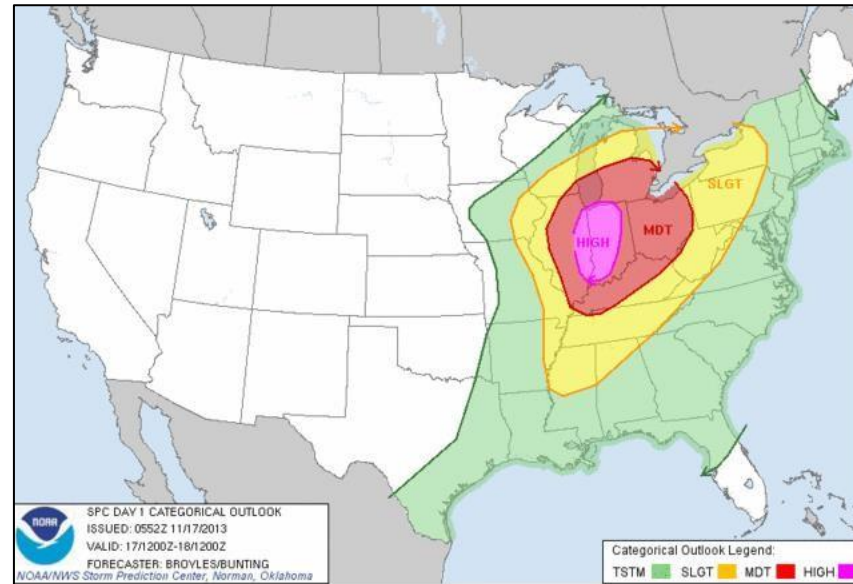 SLGT
MDT
HIGH
SPC DAY 1 CATEGORICAL OUTLOOK
ISSUED: 0552Z 11/17/2013
VALID: 17/1200Z-18/1200Z
FORECASTER: BROYLES/BUNTING
NOAA/NWS Storm Prediction Center, Norman, Oklahoma
NOAA
Categorical Outlook Legend:
TSTM SLGT MDT HIGH